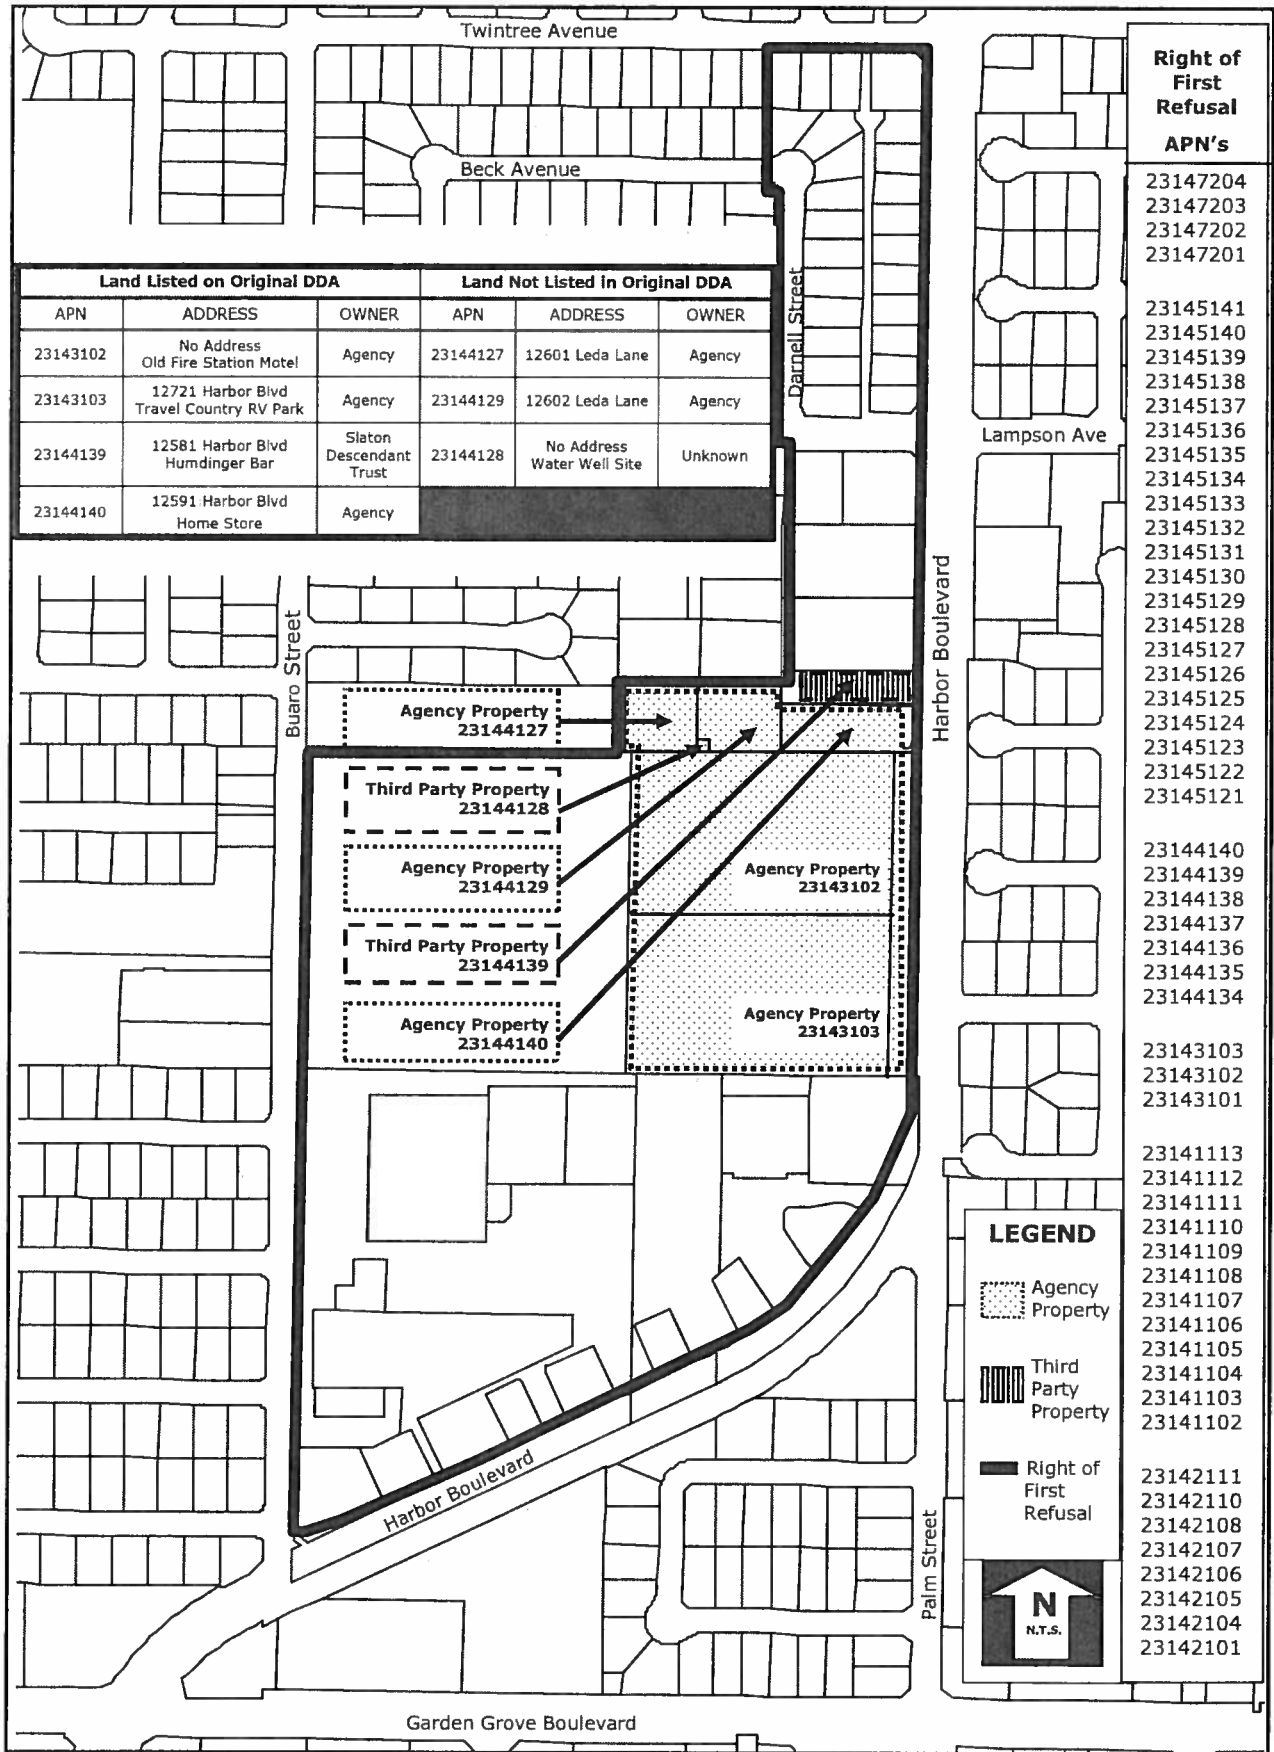 Twintree Avenue
Beck Avenue
Darnell Street
Land Listed on Original DDA
Land Not Listed in Original DDA
APN ADDRESS OWNER APN ADDRESS OWNER
23143102 No Address Old Fire Station Motel Agency 23144127 12601 Leda Lane Agency
23143103 12721 Harbor Blvd Travel Country RV Park Agency 23144129 12602 Leda Lane Agency
23144139 12581 Harbor Blvd Humdinger Bar Slaton Descendant Trust 23144128 No Address Water Well Site Unknown
23144140 12591 Harbor Blvd Home Store Agency
Lampson Ave
Buaro Street
Harbor Boulevard
Agency Property
23144127
Third Party Property
23144128
Agency Property
23144129
Third Party Property
23144139
Agency Property
23144140
Agency Property
23143102
Agency Property
23143103
Harbor Boulevard
Palm Street
Garden Grove Boulevard
LEGEND
Agency
Property
Third
Party
Property
Right of
First
Refusal
N
N.T.S.
Right of
First
Refusal
APN's
23147204
23147203
23147202
23147201
23145141
23145140
23145139
23145138
23145137
23145136
23145135
23145134
23145133
23145132
23145131
23145130
23145129
23145128
23145127
23145126
23145125
23145124
23145123
23145122
23145121
23144140
23144139
23144138
23144137
23144136
23144135
23144134
23143103
23143102
23143101
23141113
23141112
23141111
23141110
23141109
23141108
23141107
23141106
23141105
23141104
23141103
23141102
23142111
23142110
23142108
23142107
23142106
23142105
23142104
23142101